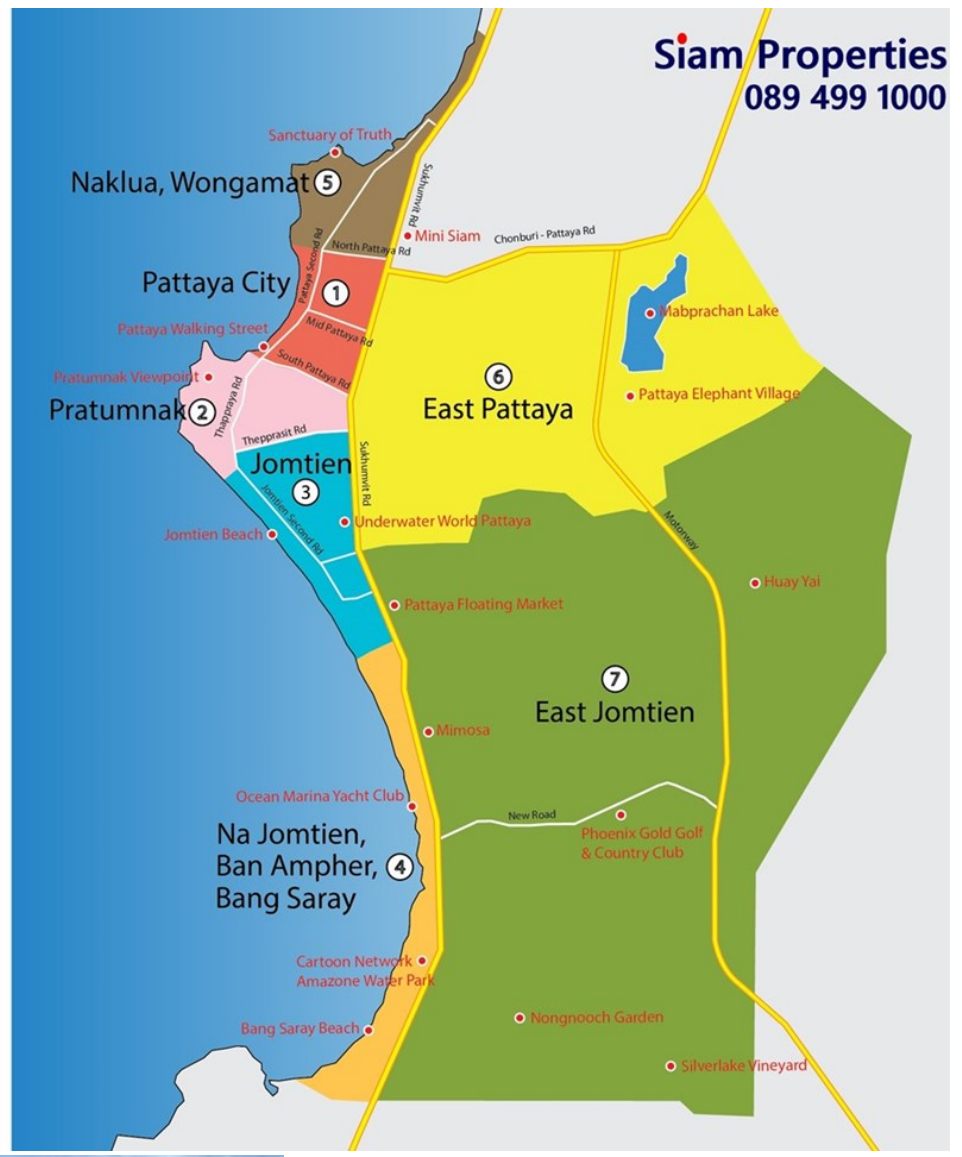 Siam Properties
089 499 1000
Sanctuary of Truth
Naklua, Wongamat 5
Sukhumvit Rd
Mini Siam
Chonburi - Pattaya Rd
North Pattaya Rd
Pattaya Second Rd
Pattaya City
1
Mabprachan Lake
Mid Pattaya Rd
Pattaya Walking Street
South Pattaya Rd
Pratumnak Viewpoint
6
East Pattaya
Pattaya Elephant Village
Pratumnak 2
Thappraya Rd
Thepprasit Rd
Jomtien
3
Sukhumvit Rd
Jomtien Second Rd
Underwater World Pattaya
Jomtien Beach
Motorway
Huay Yai
Pattaya Floating Market
7
East Jomtien
Mimosa
Ocean Marina Yacht Club
New Road
Phoenix Gold Golf
& Country Club
Na Jomtien,
Ban Ampher,
Bang Saray
4
Cartoon Network
Amazone Water Park
Nongnooch Garden
Bang Saray Beach
Silverlake Vineyard